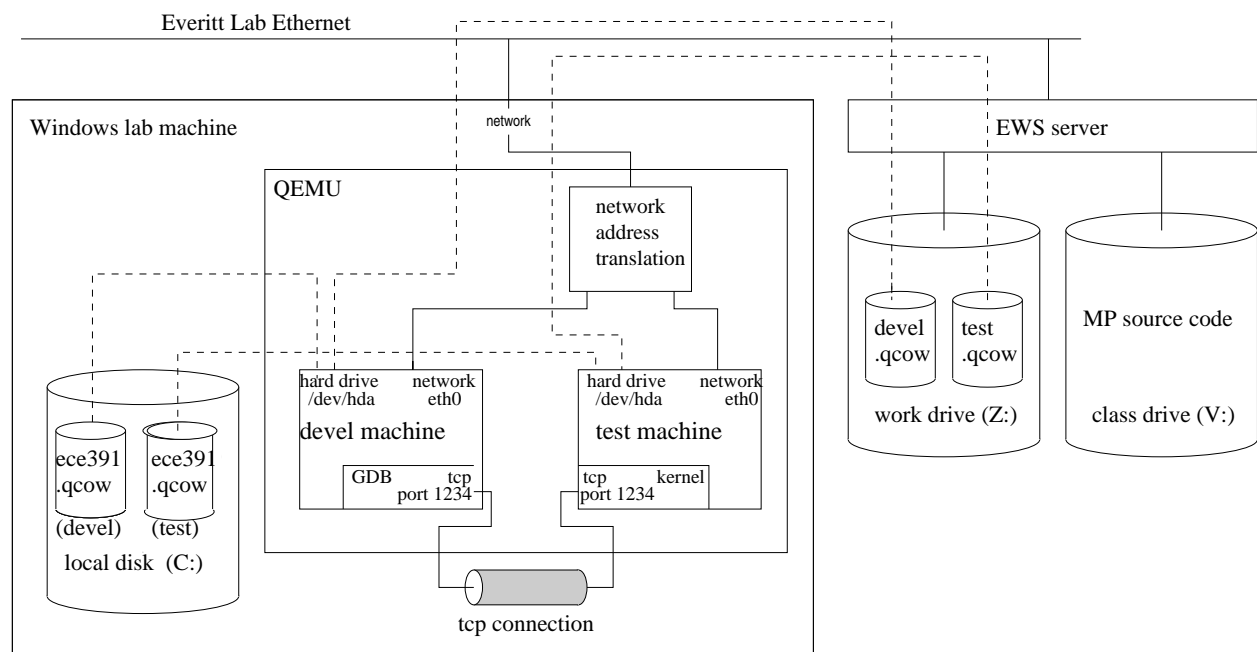 Everitt Lab Ethernet
Windows lab machine
network
EWS server
QEMU
network
address
translation
devel
.qcow
test
.qcow
work drive (Z:)
MP source code
class drive (V:)
hard drive
/dev/hda
network
eth0
devel machine
GDB
tcp
port 1234
hard drive
/dev/hda
network
eth0
test machine
tcp
port 1234
kernel
ece391
.qcow
(devel)
ece391
.qcow
(test)
local disk (C:)
tcp connection